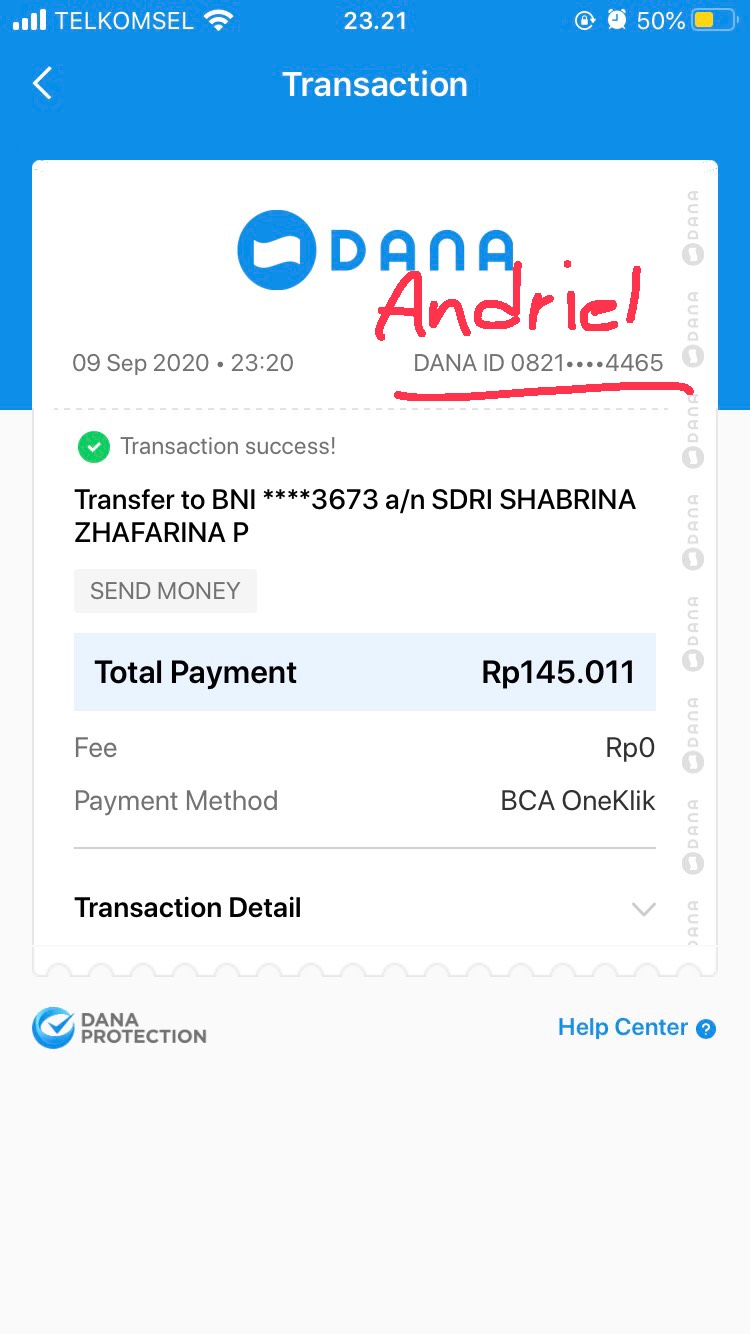 TELKOMSEL 23.21 50%
Transaction
DANA
Andriel
09 Sep 2020 • 23:20 DANA ID 0821••••4465
Transaction success!
Transfer to BNI ****3673 a/n SDRI SHABRINA
ZHAFARINA P
SEND MONEY
Total Payment Rp145.011
Fee Rp0
Payment Method BCA OneKlik
Transaction Detail
DANA
DANA
DANA
DANA
DANA
DANA
DANA
DANA
DANA
PROTECTION
Help Center ?